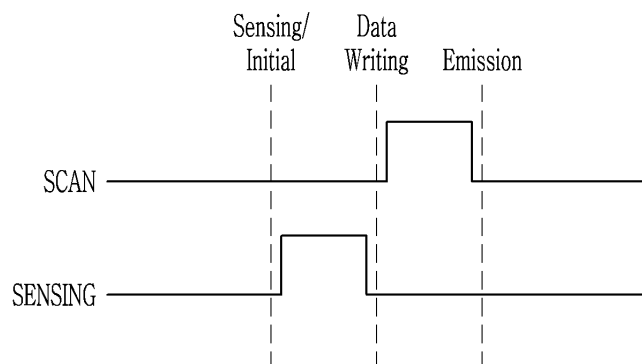 Sensing/
Initial
Data
Writing
Emission
SCAN
SENSING